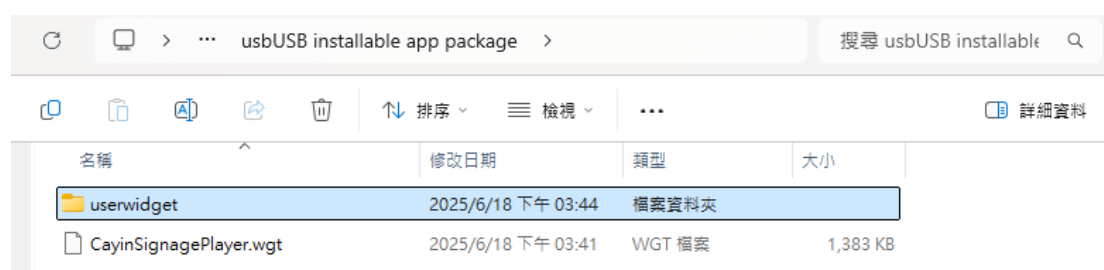 usbUSB installable app package
搜尋 usbUSB installable
排序
檢視
詳細資料
名稱 修改日期 類型 大小
userwidget 2025/6/18 下午 03:44 檔案資料夾
CayinSignagePlayer.wgt 2025/6/18 下午 03:41 WGT 檔案 1,383 KB